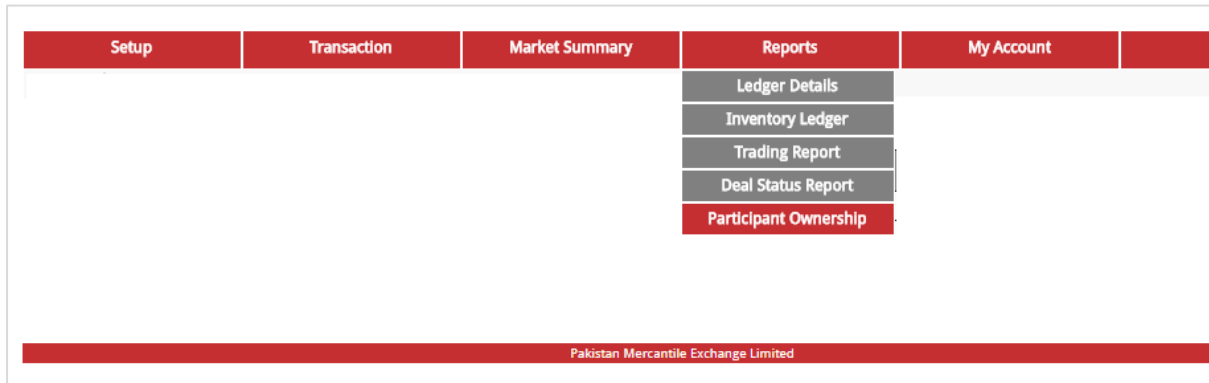 Setup Transaction Market Summary Reports My Account
Ledger Details
Inventory Ledger
Trading Report
Deal Status Report
Participant Ownership
Pakistan Mercantile Exchange Limited